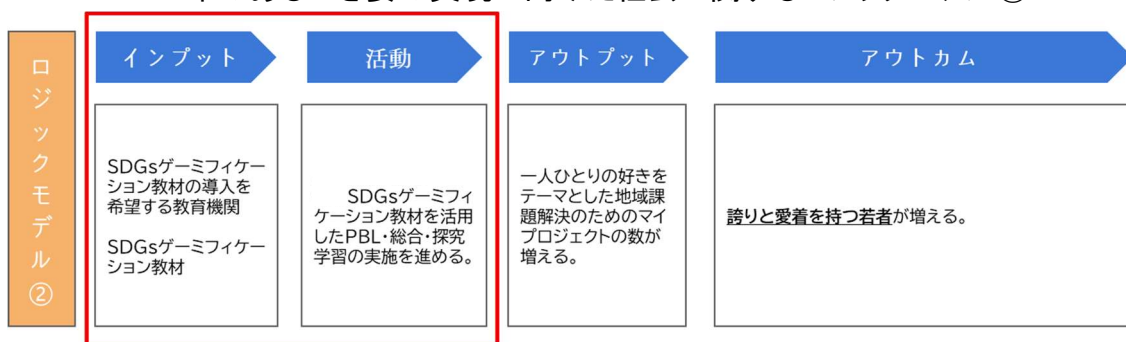 ロジックモデル②
インプット
活動
アウトプット
アウトカム
SDGsゲーミフィケー
ション教材の導入を
希望する教育機関
SDGsゲーミフィケー
ション教材
SDGsゲーミフィ
ケーション教材を活用
したPBL・総合・探究
学習の実施を進める。
一人ひとりの好きを
テーマとした地域課
題解決のためのマイ
プロジェクトの数が
増える。
誇りと愛着を持つ若者が増える。